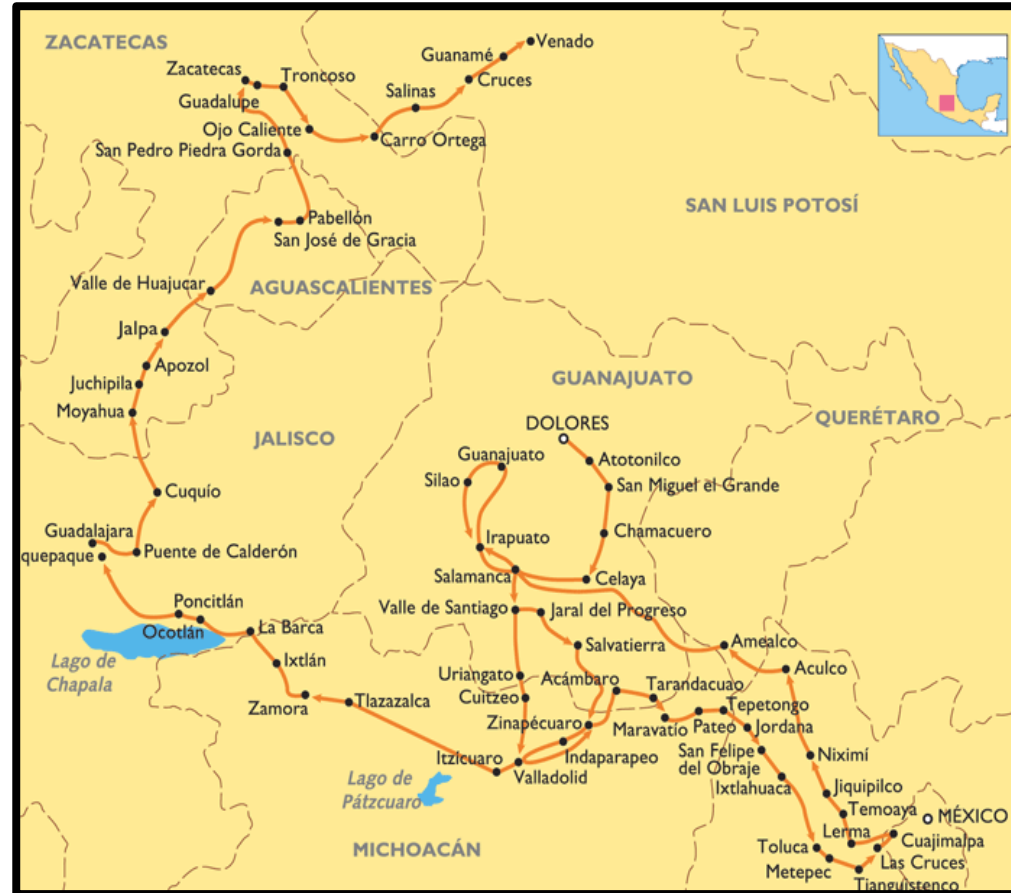 ZACATECAS
Venado
Guanamé
Zacatecas
Troncoso
Cruces
Salinas
Guadalupe
Ojo Caliente
Carro Ortega
San Pedro Piedra Gorda
SAN LUIS POTOSÍ
Pabellón
San José de Gracia
Valle de Huajucar
AGUASCALIENTES
Jalpa
Apozol
GUANAJUATO
Juchipila
Moyahua
QUERÉTARO
DOLORES
JALISCO
Guanajuato
Atotonilco
Silao
San Miguel el Grande
Cuquío
Guadalajara
Chamacuero
Irapuato
Puente de Calderón
quepaque
Salamanca
Celaya
Poncitlán
Valle de Santiago
Jaral del Progreso
Ocotlán
La Barca
Salvatierra
Amealco
Lago de
Chapala
Ixtlán
Aculco
Uriangato
Acámbaro
Tarandacuao
Cuitzeo
Zamora
Tlazazalca
Tepetongo
Zinapécuaro
Maravatío
Pateo
Jordana
Itzicuaro
Indaparapeo
San Felipe
del Obraje
Niximí
Valladolid
Lago de
Pátzcuaro
Ixtlahuaca
Jiquipilco
Temoaya
MÉXICO
Lerma
Cuajimalpa
MICHOACÁN
Toluca
Las Cruces
Metepec
Tianguistenco